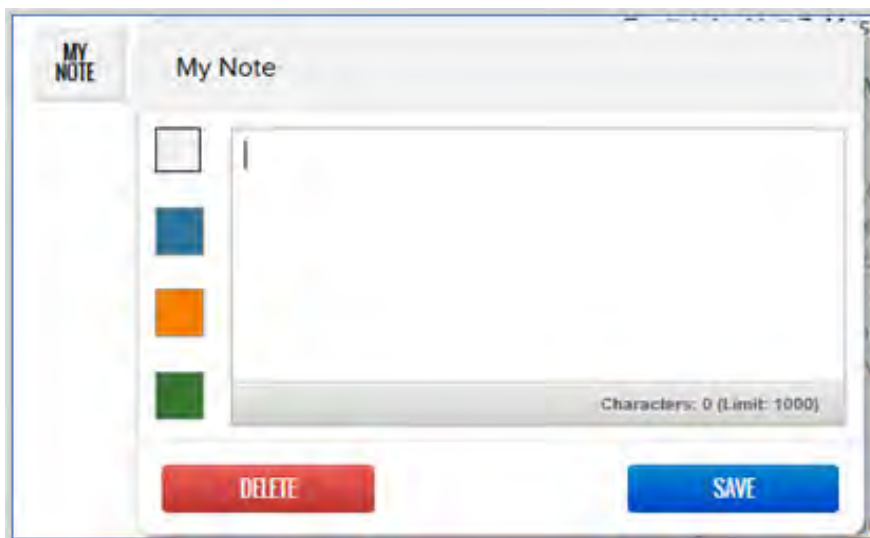 MY
NOTE
My Note
Characters: 0 (Limit: 1000)
DELETE
SAVE